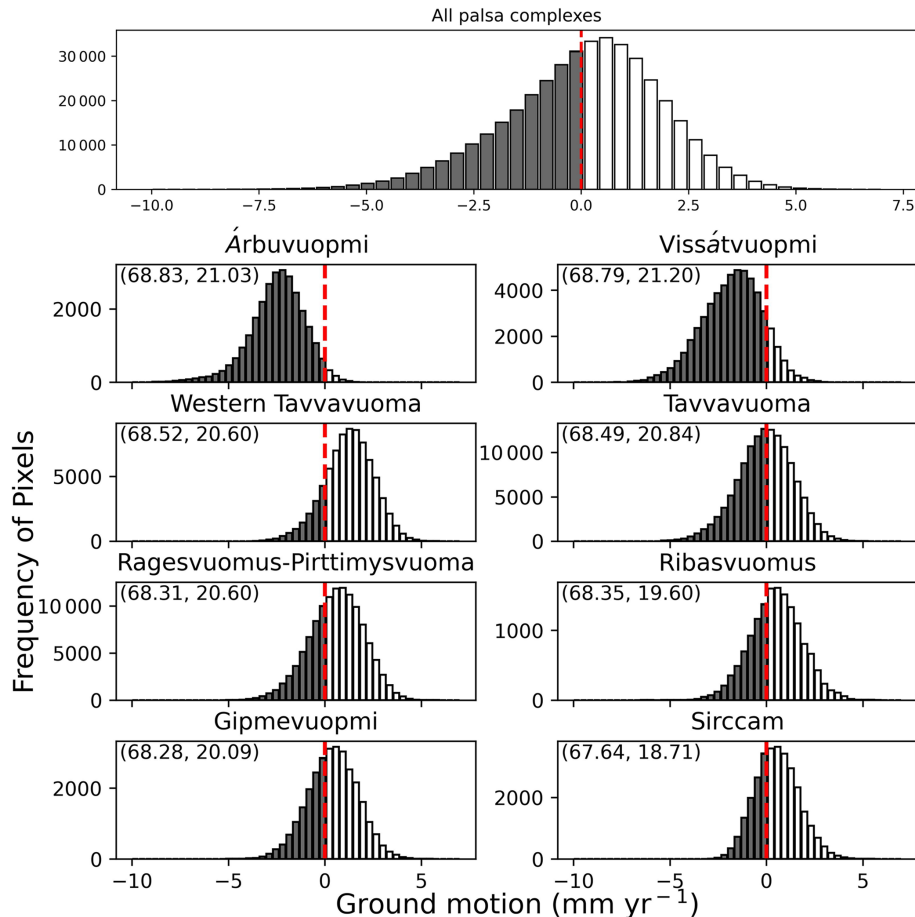 All palsa complexes
30 000
20 000
10 000
0
−10.0 −7.5 −5.0 −2.5 0.0 2.5 5.0 7.5
Árbuvuopmi Vissátvuopmi
(68.83, 21.03) (68.79, 21.20)
2000
0
4000
2000
0
Western Tavvavuoma Tavvavuoma
(68.52, 20.60) (68.49, 20.84)
5000
0
10 000
5000
0
Ragesvuomus-Pirttimysvuoma Ribasvuomus
(68.31, 20.60) (68.35, 19.60)
10 000
5000
0
1000
0
Gipmevuopmi Sirccam
(68.28, 20.09) (67.64, 18.71)
2000
0
2000
0
−10 −5 0 5 −10 −5 0 5
Frequency of Pixels
Ground motion (mm yr⁻¹)